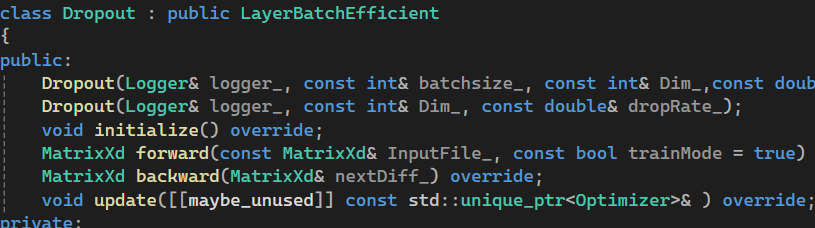 class Dropout : public LayerBatchEfficient
{
public:
Dropout(Logger& logger_, const int& batchsize_, const int& Dim_,const doub
Dropout(Logger& logger_, const int& Dim_, const double& dropRate_);
void initialize() override;
MatrixXd forward(const MatrixXd& InputFile_, const bool trainMode = true)
MatrixXd backward(MatrixXd& nextDiff_) override;
void update([[maybe_unused]] const std::unique_ptr<Optimizer>& ) override;
private: